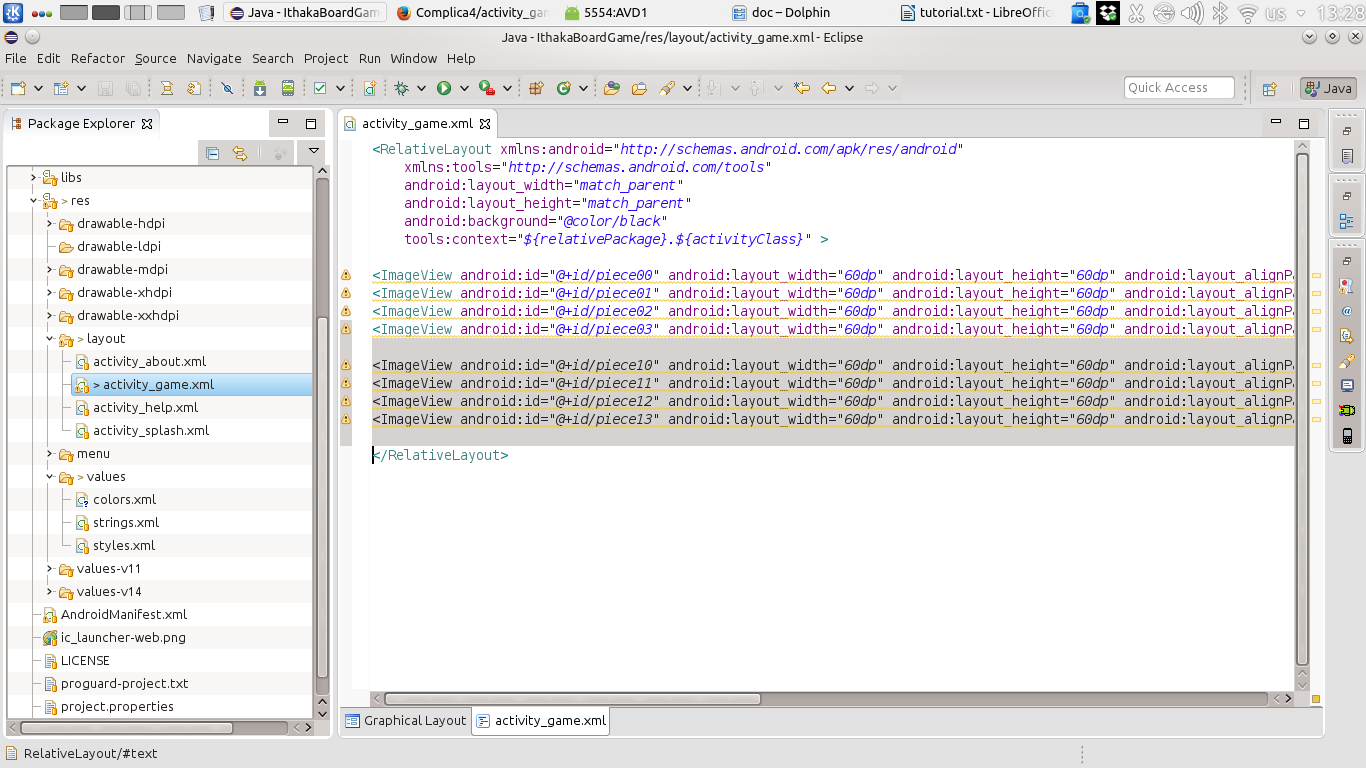 Java - IthakaBoardGam
Complica4/activity_ga
5554:AVD1
doc – Dolphin
tutorial.txt - LibreOffic
us
13:28
Java - IthakaBoardGame/res/layout/activity_game.xml - Eclipse
File Edit Refactor Source Navigate Search Project Run Window Help
Quick Access
Java
Package Explorer
activity_game.xml
libs
> res
drawable-hdpi
drawable-ldpi
drawable-mdpi
drawable-xhdpi
drawable-xxhdpi
> layout
activity_about.xml
> activity_game.xml
activity_help.xml
activity_splash.xml
menu
> values
colors.xml
strings.xml
styles.xml
values-v11
values-v14
AndroidManifest.xml
ic_launcher-web.png
LICENSE
proguard-project.txt
project.properties
<RelativeLayout xmlns:android="http://schemas.android.com/apk/res/android"
xmlns:tools="http://schemas.android.com/tools"
android:layout_width="match_parent"
android:layout_height="match_parent"
android:background="@color/black"
tools:context="${relativePackage}.${activityClass}" >
<ImageView android:id="@+id/piece00" android:layout_width="60dp" android:layout_height="60dp" android:layout_alignPa
<ImageView android:id="@+id/piece01" android:layout_width="60dp" android:layout_height="60dp" android:layout_alignPa
<ImageView android:id="@+id/piece02" android:layout_width="60dp" android:layout_height="60dp" android:layout_alignPa
<ImageView android:id="@+id/piece03" android:layout_width="60dp" android:layout_height="60dp" android:layout_alignPa
<ImageView android:id="@+id/piece10" android:layout_width="60dp" android:layout_height="60dp" android:layout_alignPa
<ImageView android:id="@+id/piece11" android:layout_width="60dp" android:layout_height="60dp" android:layout_alignPa
<ImageView android:id="@+id/piece12" android:layout_width="60dp" android:layout_height="60dp" android:layout_alignPa
<ImageView android:id="@+id/piece13" android:layout_width="60dp" android:layout_height="60dp" android:layout_alignPa
</RelativeLayout>
Graphical Layout
activity_game.xml
RelativeLayout/#text